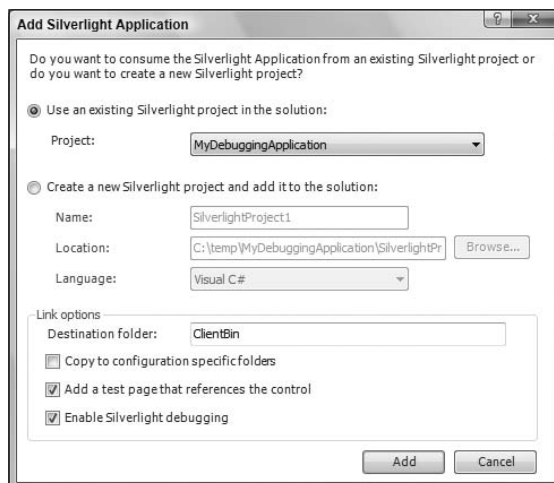 Add Silverlight Application
Do you want to consume the Silverlight Application from an existing Silverlight project or
do you want to create a new Silverlight project?
Use an existing Silverlight project in the solution:
Project: MyDebuggingApplication
Create a new Silverlight project and add it to the solution:
Name: SilverlightProject1
Location: C:\temp\MyDebuggingApplication\SilverlightPr Browse...
Language: Visual C#
Link options
Destination folder: ClientBin
Copy to configuration specific folders
Add a test page that references the control
Enable Silverlight debugging
Add Cancel